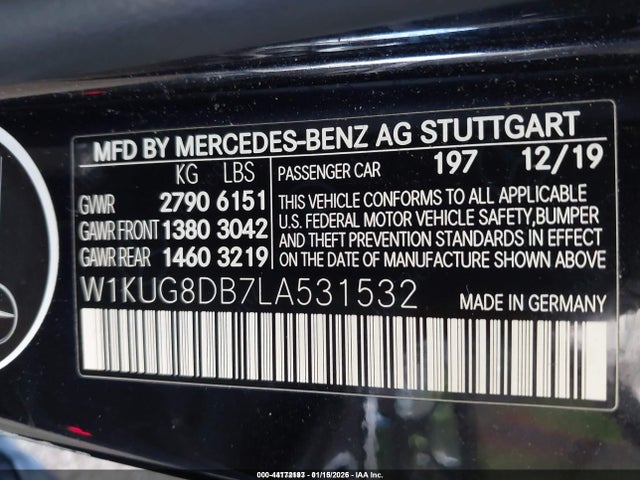 MFD BY MERCEDES-BENZ AG STUTTGART
KG LBS
GVWR 2790 6151
GAWR FRONT 1380 3042
GAWR REAR 1460 3219
PASSENGER CAR 197 12/19
THIS VEHICLE CONFORMS TO ALL APPLICABLE
U.S. FEDERAL MOTOR VEHICLE SAFETY,BUMPER
AND THEFT PREVENTION STANDARDS IN EFFECT
ON THE DATE OF MANUFACTURE SHOWN ABOVE.
W1KUG8DB7LA531532 MADE IN GERMANY
01/15/2026 - IAA Inc.